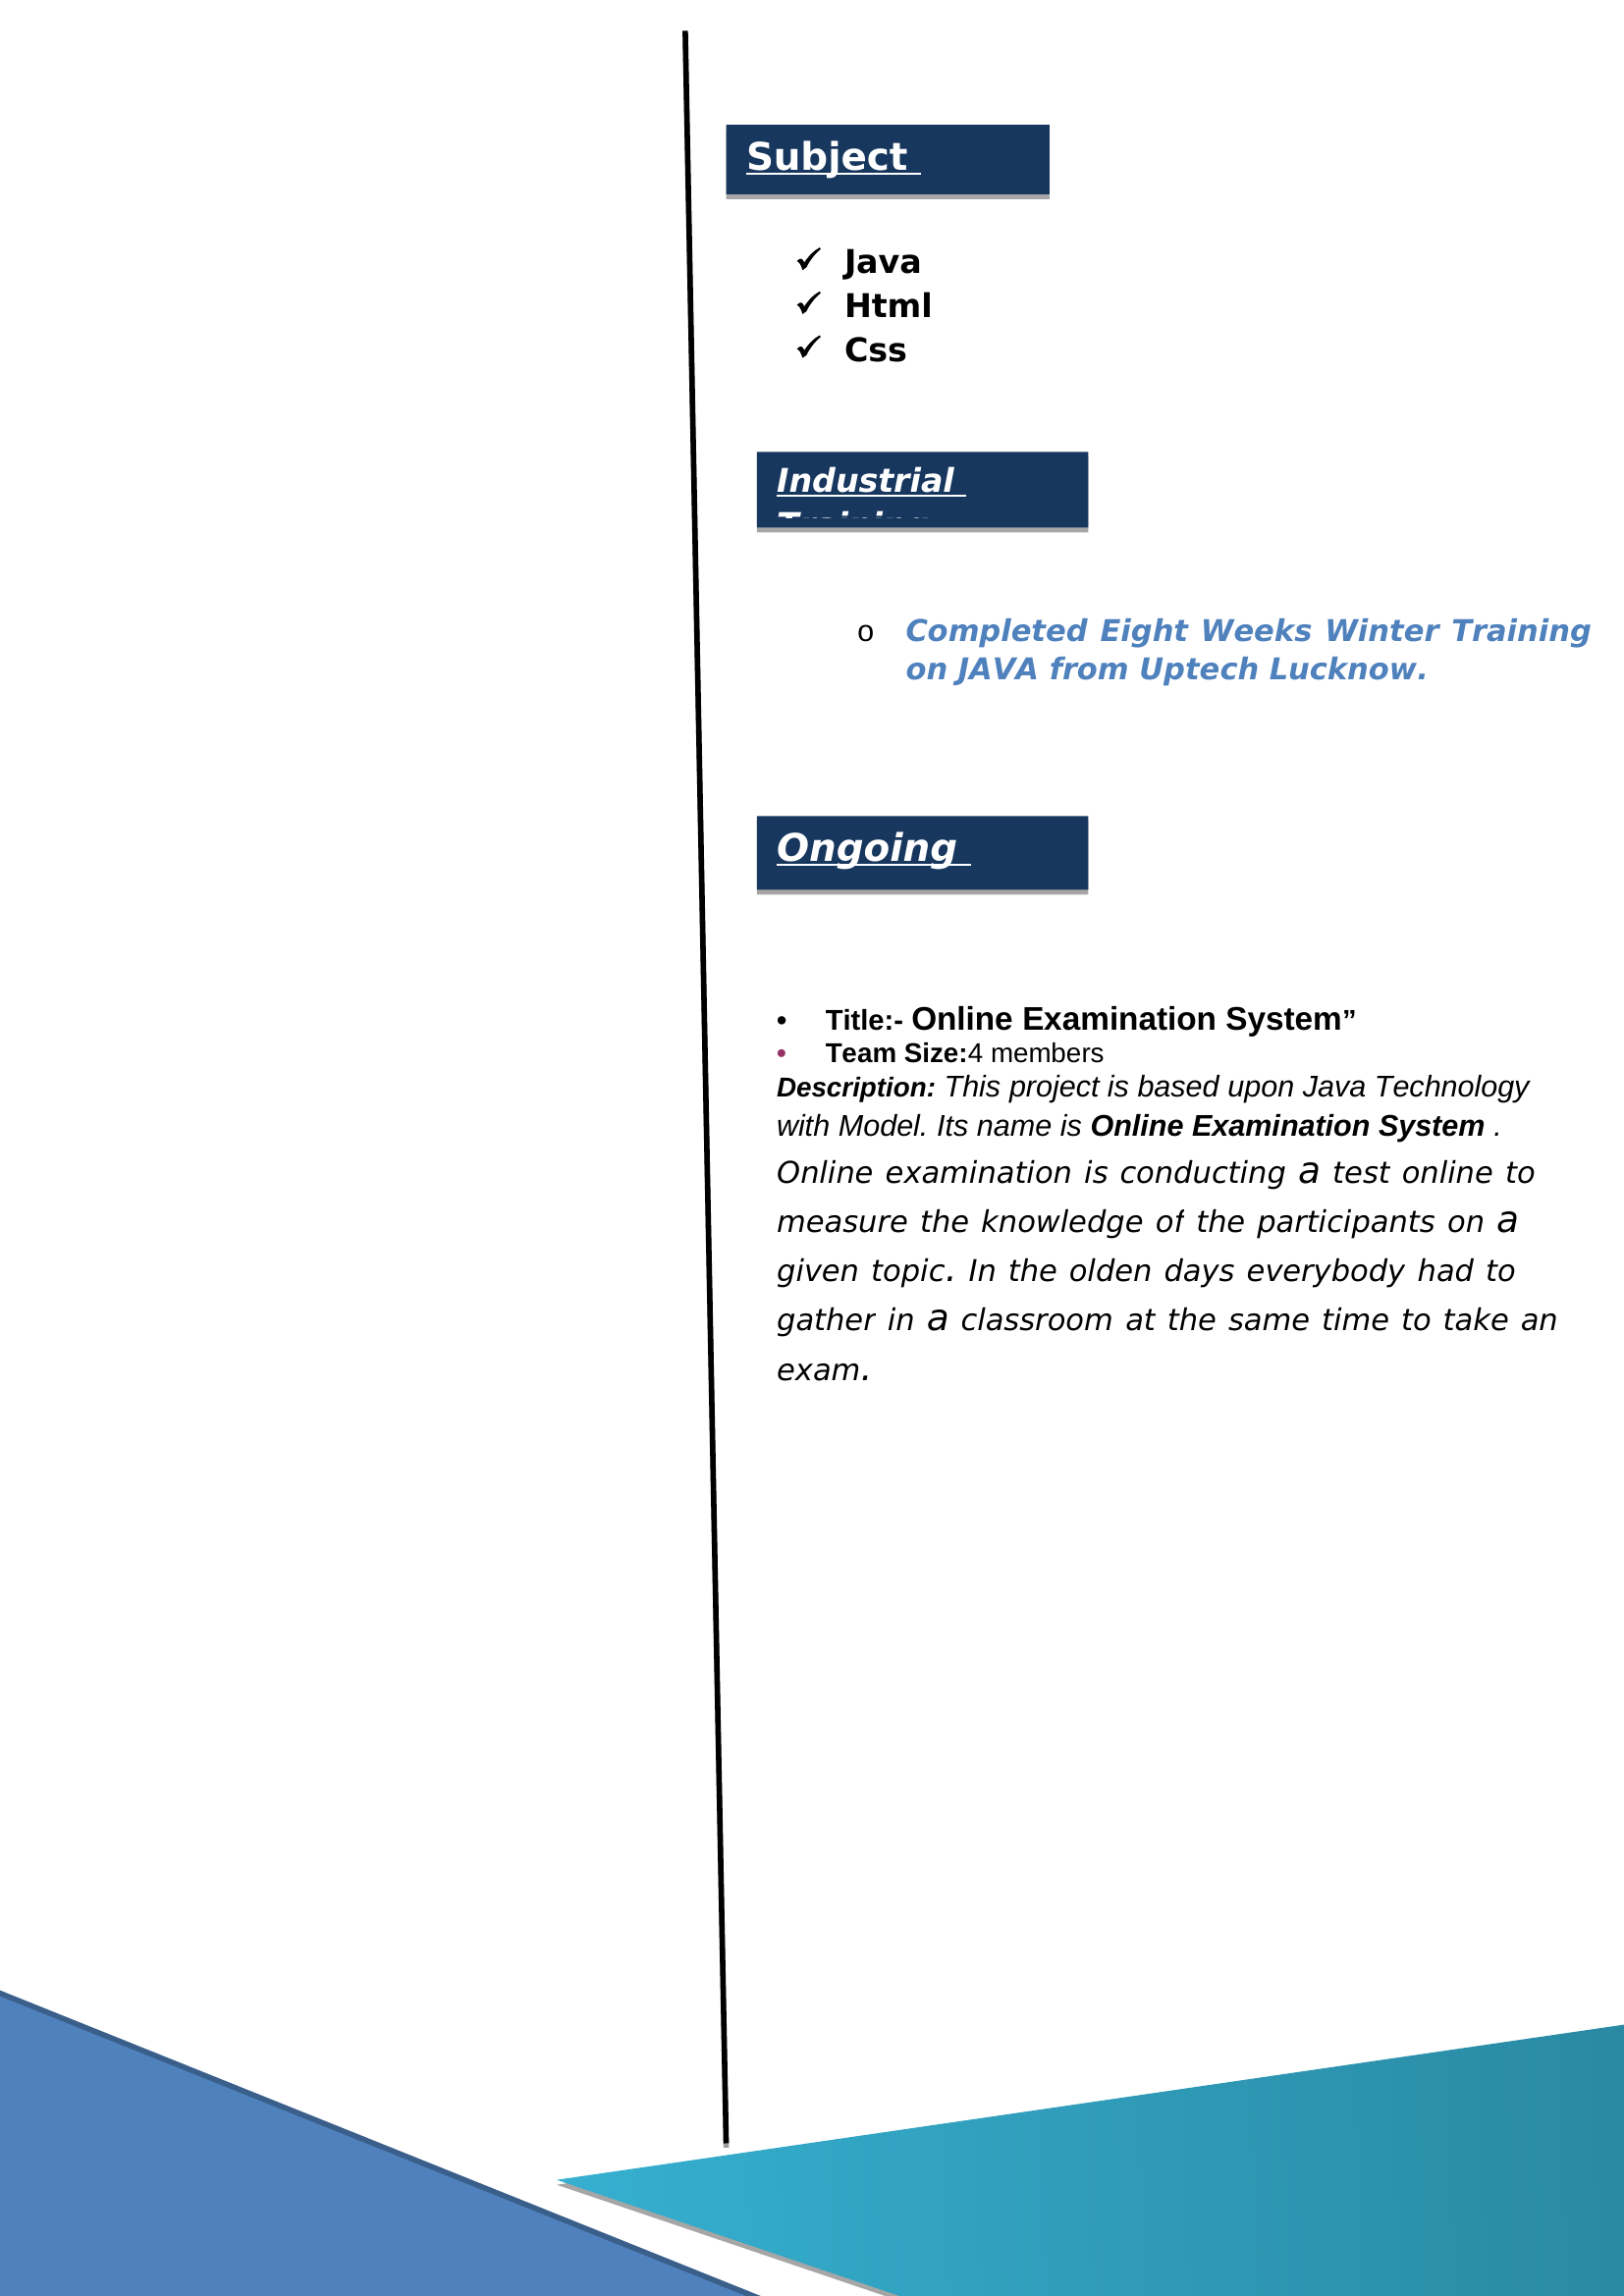 Subject
✓ Java
✓ Html
✓ Css
Industrial
o Completed Eight Weeks Winter Training
on JAVA from Uptech Lucknow.
Ongoing
• Title:- Online Examination System”
• Team Size:4 members
Description: This project is based upon Java Technology
with Model. Its name is Online Examination System .
Online examination is conducting a test online to
measure the knowledge of the participants on a
given topic. In the olden days everybody had to
gather in a classroom at the same time to take an
exam.